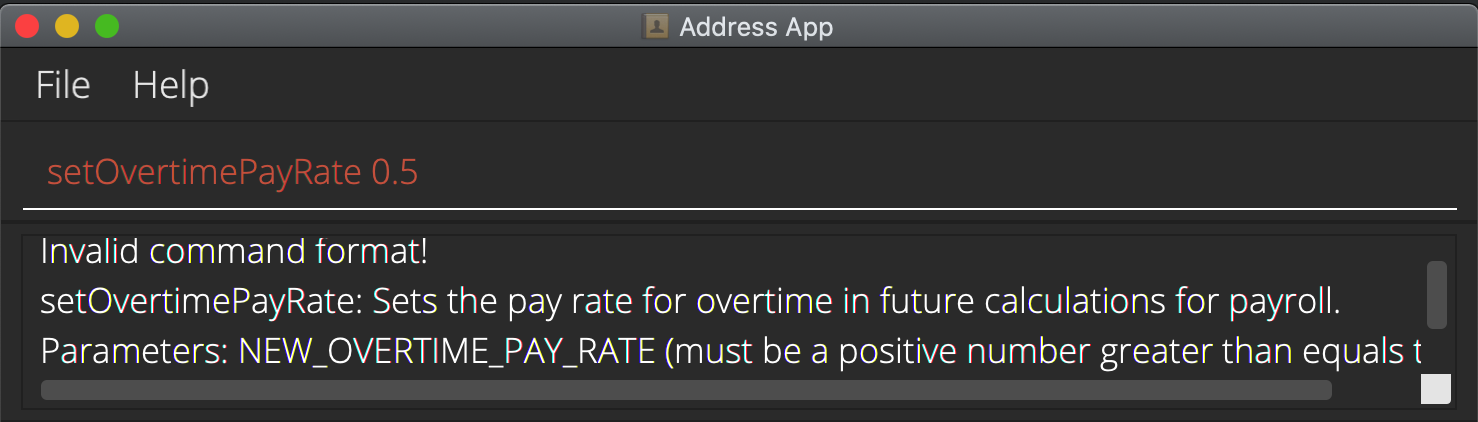 Address App
File Help
setOvertimePayRate 0.5
Invalid command format!
setOvertimePayRate: Sets the pay rate for overtime in future calculations for payroll.
Parameters: NEW_OVERTIME_PAY_RATE (must be a positive number greater than equals